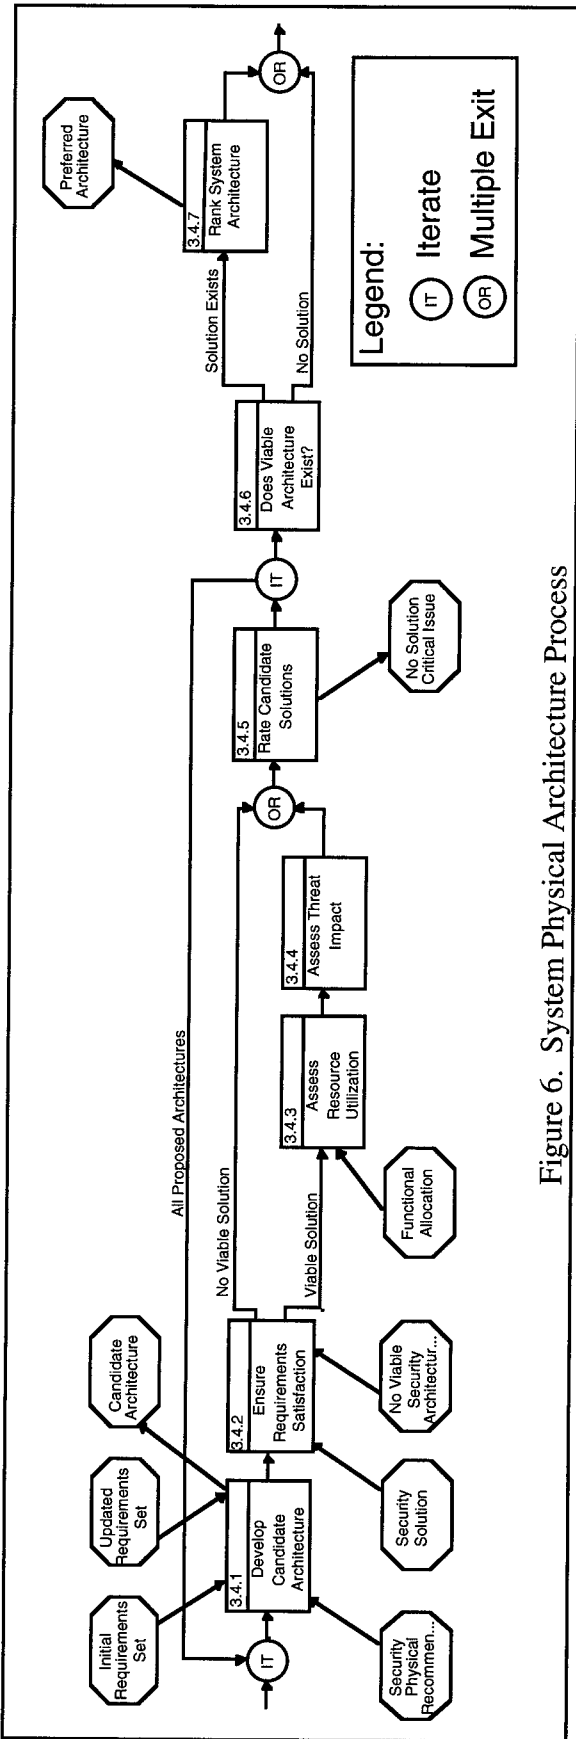 Initial
Requirements
Set
Updated
Requirements
Set
Candidate
Architecture
All Proposed Architectures
Preferred
Architecture
IT
3.4.1
Develop
Candidate
Architecture
3.4.2
Ensure
Requirements
Satisfaction
No Viable Solution
Viable Solution
3.4.3
Assess
Resource
Utilization
3.4.4
Assess Threat
Impact
OR
3.4.5
Rate Candidate
Solutions
IT
3.4.6
Does Viable
Architecture
Exist?
Solution Exists
No Solution
3.4.7
Rank System
Architecture
OR
Security
Physical
Recommen...
Security
Solution
No Viable
Security
Architectur...
Functional
Allocation
No Solution
Critical Issue
Legend:
IT Iterate
OR Multiple Exit
Figure 6. System Physical Architecture Process